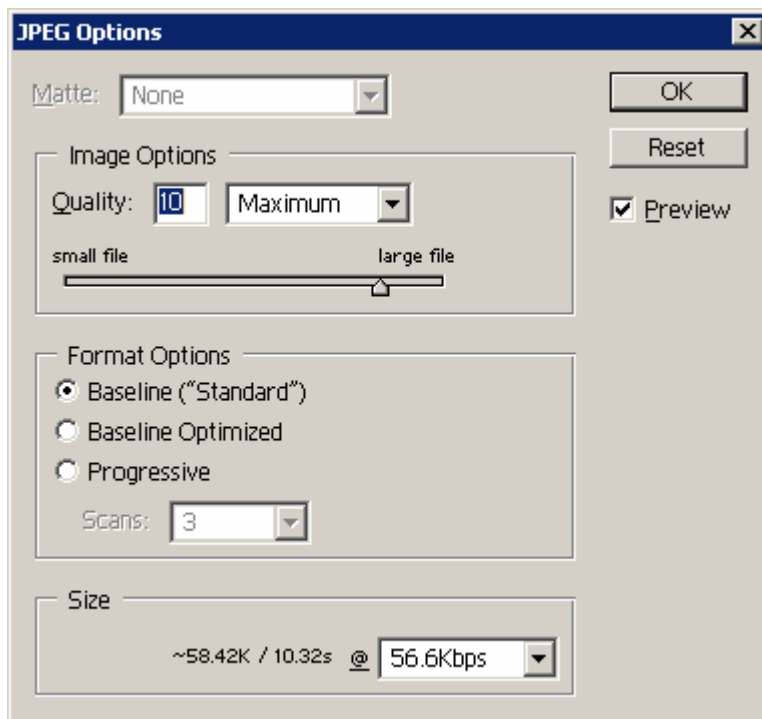 JPEG Options
Matte: None
OK
Reset
Preview
Image Options
Quality: 10 Maximum
small file large file
Format Options
Baseline (“Standard”)
Baseline Optimized
Progressive
Scans: 3
Size
~58.42K / 10.32s @ 56.6Kbps